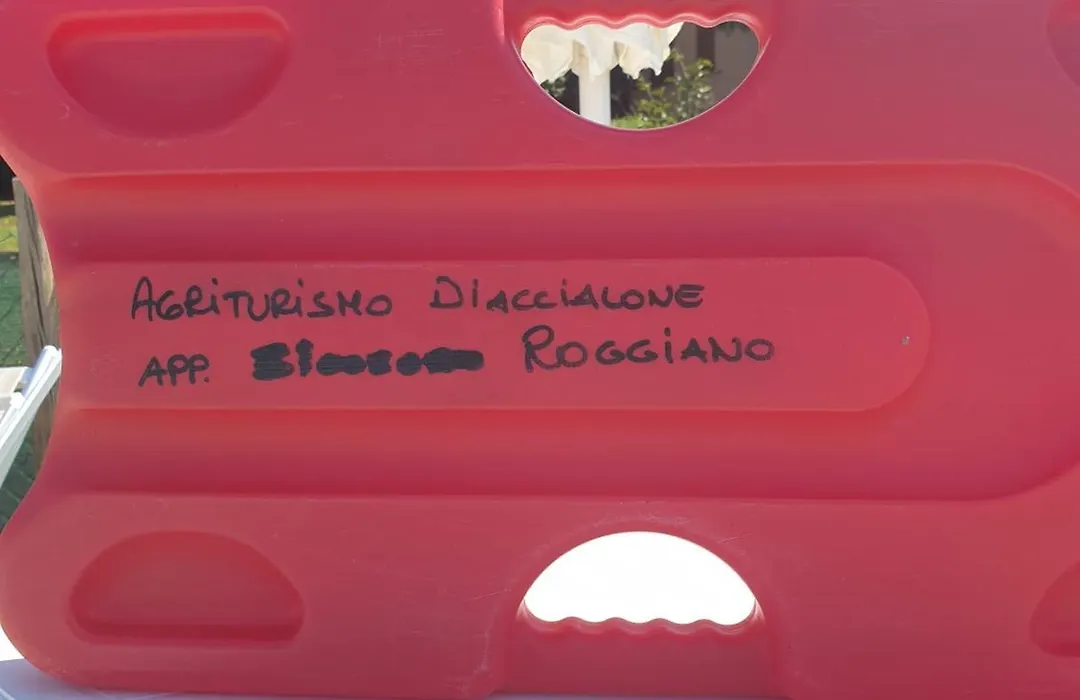 AGRITURISMO DIACCIALONE
APP. ROGGIANO